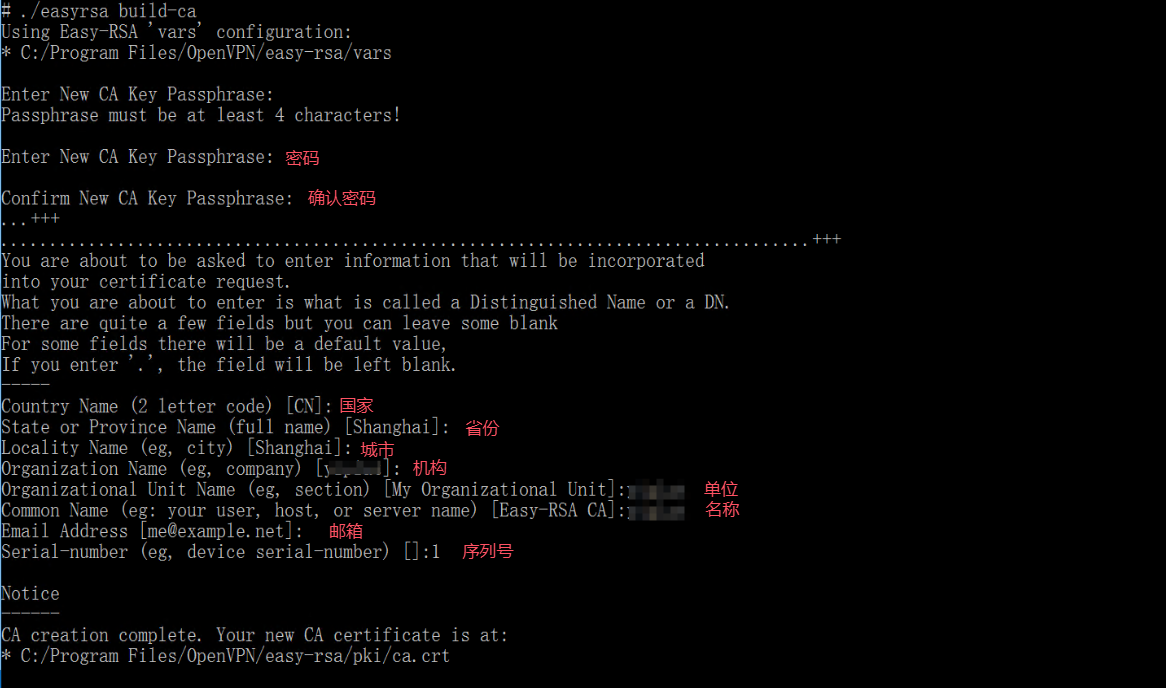 # ./easyrsa build-ca
Using Easy-RSA 'vars' configuration:
* C:/Program Files/OpenVPN/easy-rsa/vars
Enter New CA Key Passphrase:
Passphrase must be at least 4 characters!
Enter New CA Key Passphrase: 密码
Confirm New CA Key Passphrase: 确认密码
...+++
...................................................................................+++
You are about to be asked to enter information that will be incorporated
into your certificate request.
What you are about to enter is what is called a Distinguished Name or a DN.
There are quite a few fields but you can leave some blank
For some fields there will be a default value,
If you enter '.', the field will be left blank.
-----
Country Name (2 letter code) [CN]: 国家
State or Province Name (full name) [Shanghai]: 省份
Locality Name (eg, city) [Shanghai]: 城市
Organization Name (eg, company) []: 机构
Organizational Unit Name (eg, section) [My Organizational Unit]: 单位
Common Name (eg: your user, host, or server name) [Easy-RSA CA]: 名称
Email Address [me@example.net]: 邮箱
Serial-number (eg, device serial-number) []:1 序列号
Notice
------
CA creation complete. Your new CA certificate is at:
* C:/Program Files/OpenVPN/easy-rsa/pki/ca.crt